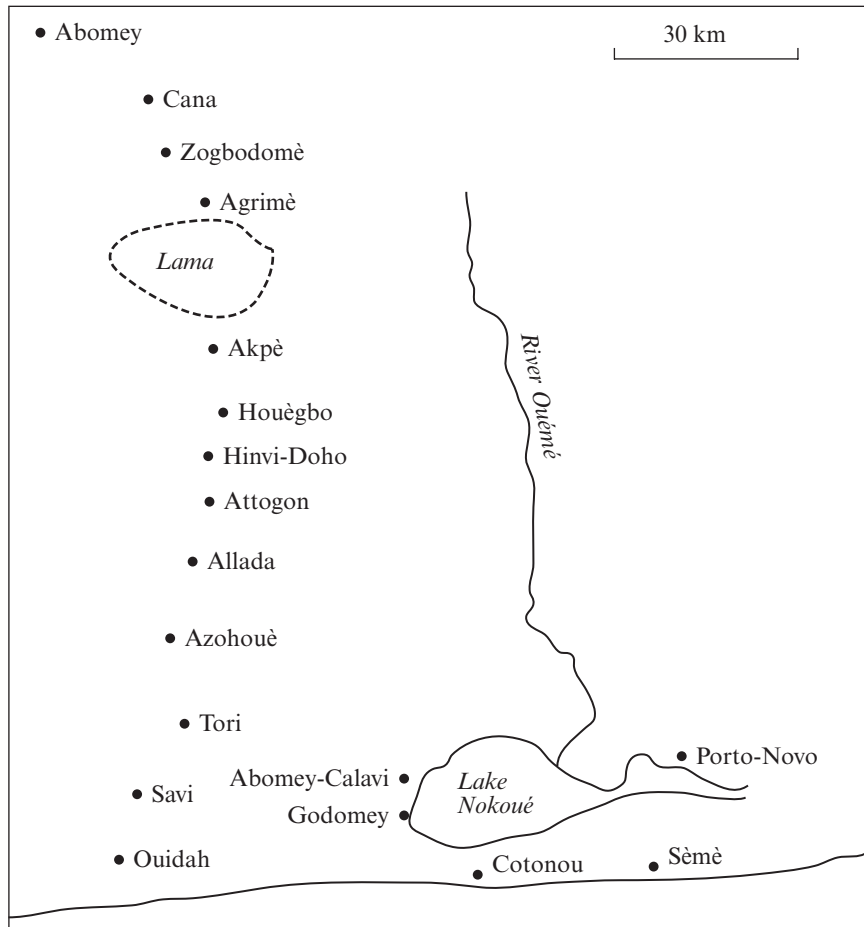 Abomey
30 km
Cana
Zogbodomè
Agrimè
Lama
Akpè
River Ouémé
Houègbo
Hinvi-Doho
Attogon
Allada
Azohouè
Tori
Porto-Novo
Abomey-Calavi
Lake
Nokoué
Savi
Godomey
Ouidah
Cotonou
Sèmè